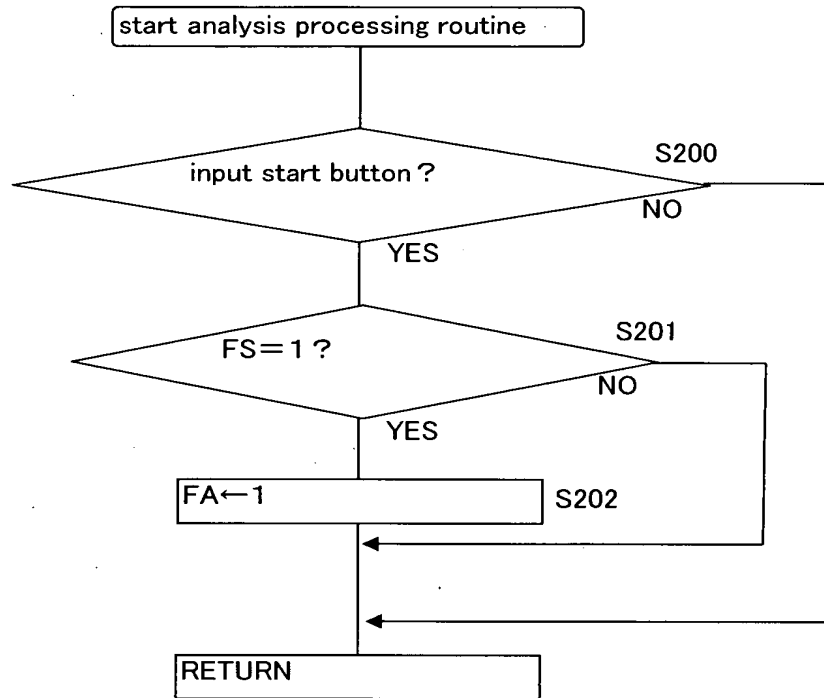 start analysis processing routine
input start button?
S200
NO
YES
FS=1?
S201
NO
YES
FA←1
S202
RETURN